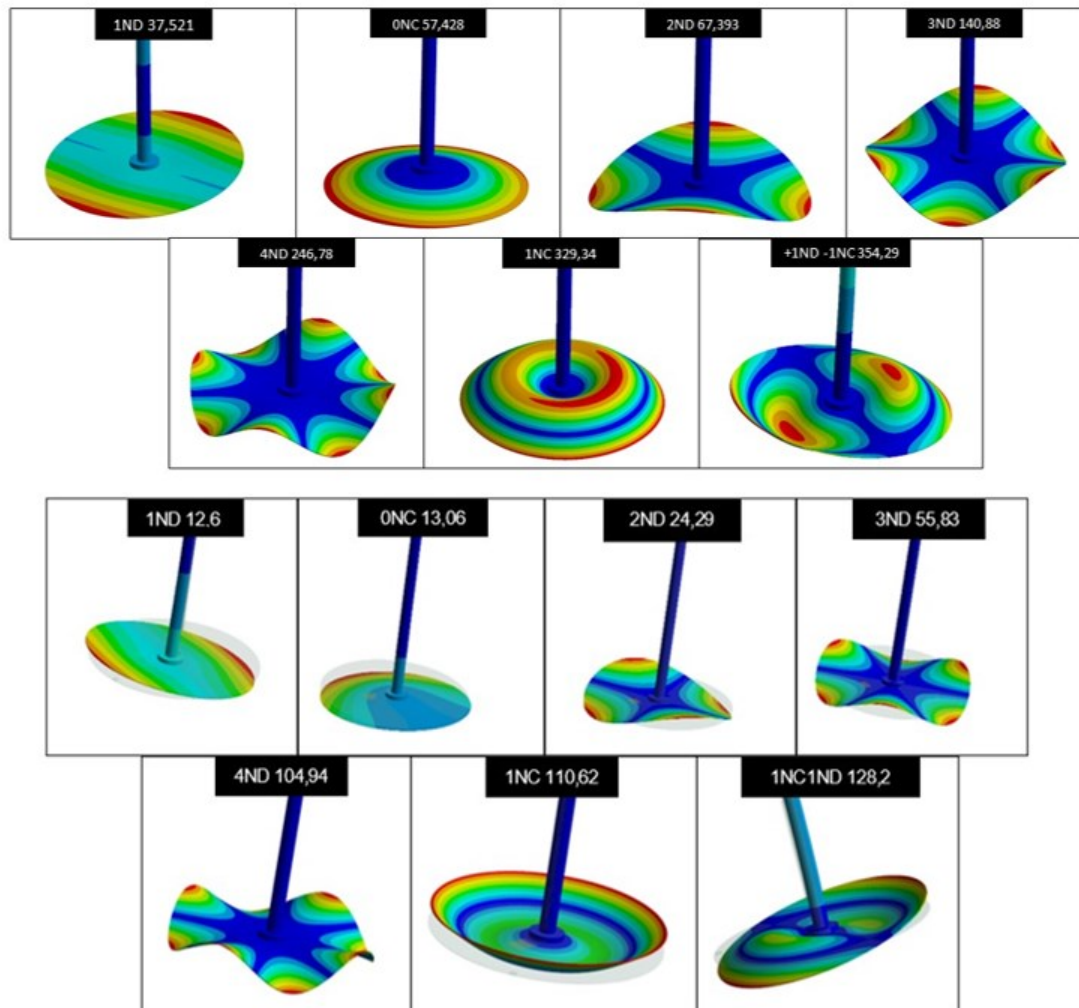 1ND 37,521
0NC 57,428
2ND 67,393
3ND 140,88
4ND 246,78
1NC 329,34
+1ND -1NC 354,29
1ND 12.6
0NC 13,06
2ND 24,29
3ND 55,83
4ND 104,94
1NC 110,62
1NC1ND 128,2